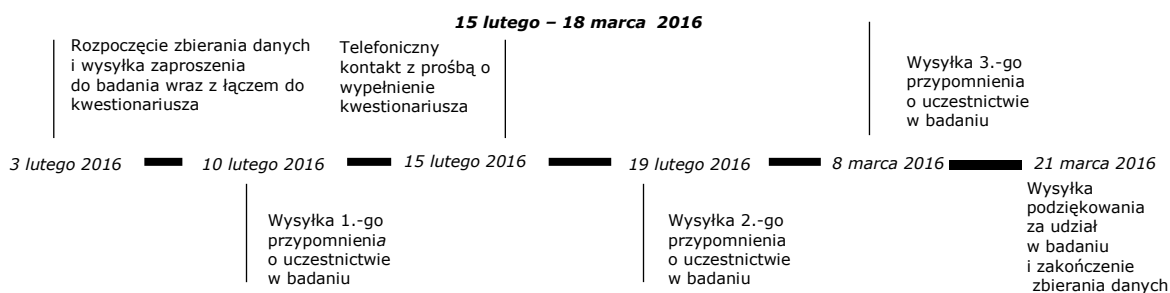 15 lutego – 18 marca 2016
Rozpoczęcie zbierania danych
i wysyłka zaproszenia
do badania wraz z łączem do
kwestionariusza
Telefoniczny
kontakt z prośbą o
wypełnienie
kwestionariusza
Wysyłka 3.-go
przypomnienia
o uczestnictwie
w badaniu
3 lutego 2016
10 lutego 2016
15 lutego 2016
19 lutego 2016
8 marca 2016
21 marca 2016
Wysyłka 1.-go
przypomnienia
o uczestnictwie
w badaniu
Wysyłka 2.-go
przypomnienia
o uczestnictwie
w badaniu
Wysyłka
podziękowania
za udział
w badaniu
i zakończenie
zbierania danych